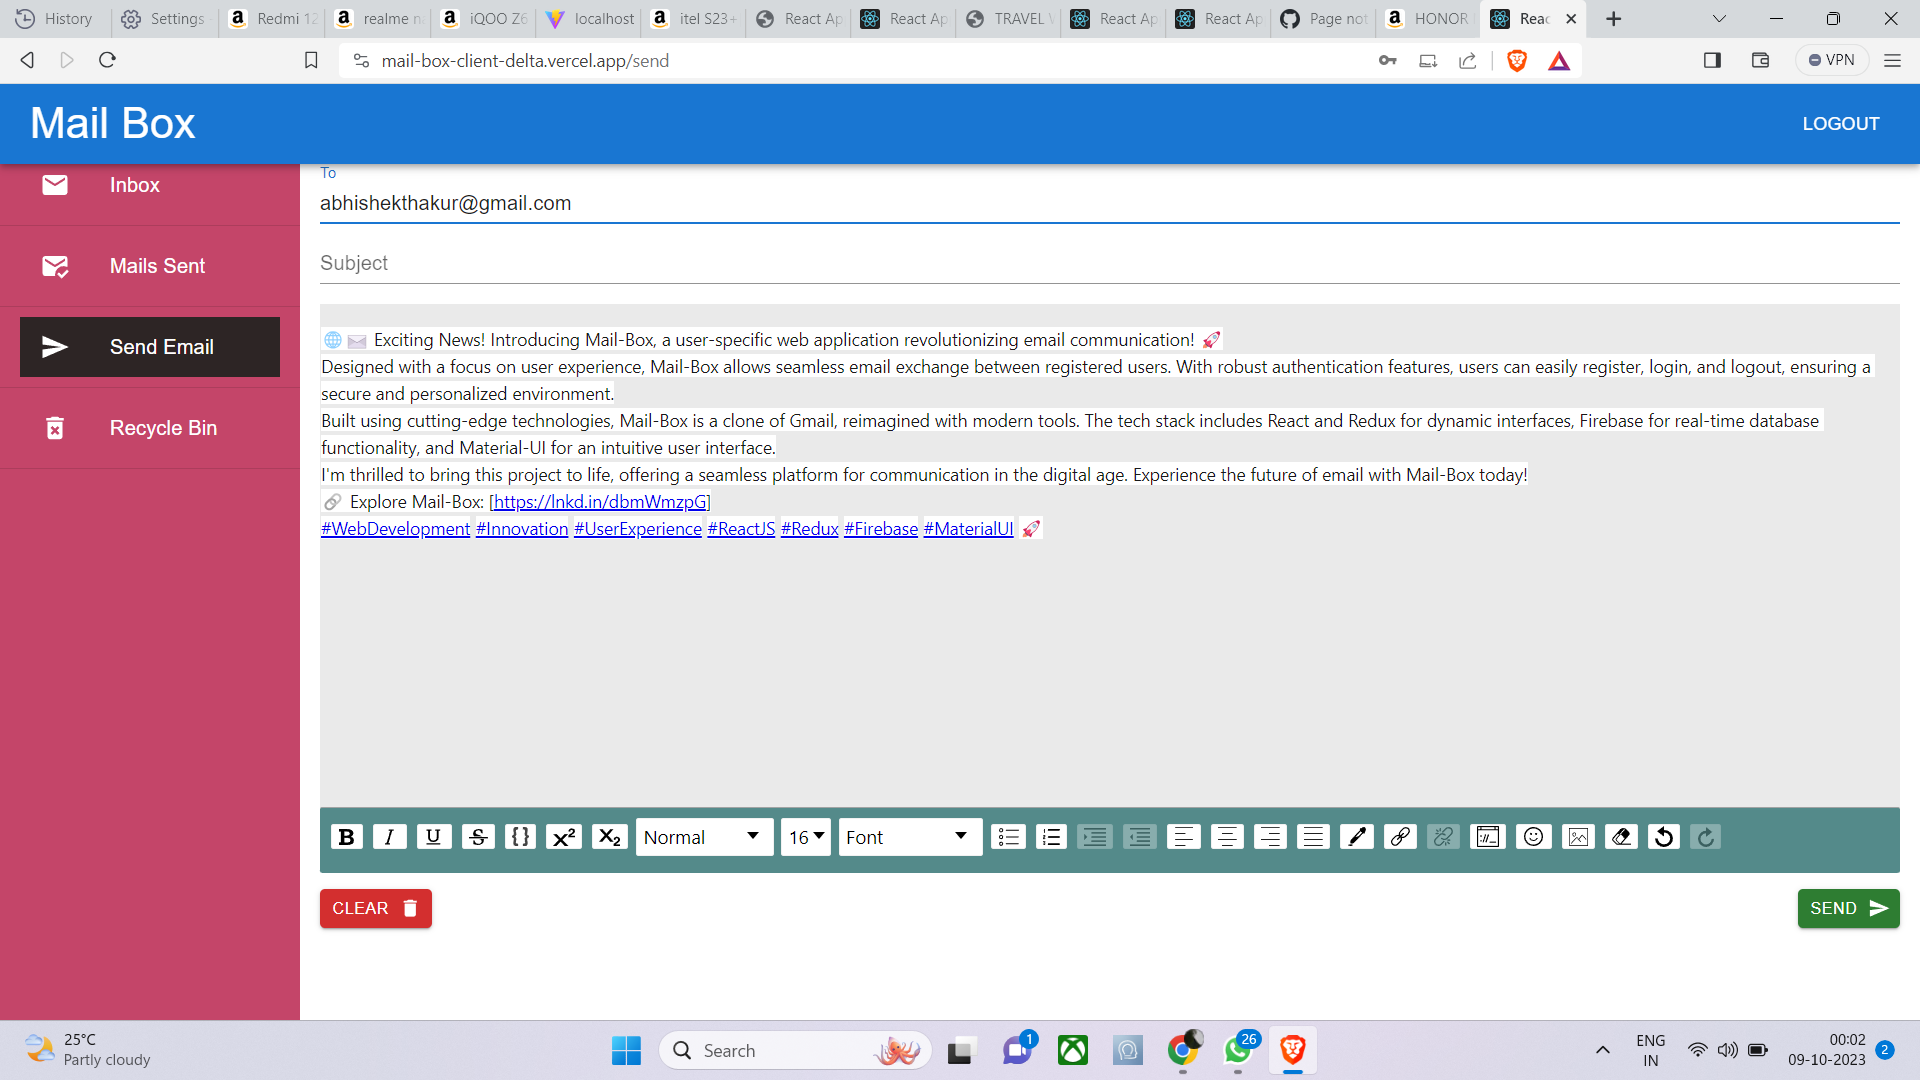 History
Settings
Redmi 12
realme na
iQOO Z6
localhost
itel S23+
React Ap
React Ap
TRAVEL
React Ap
React Ap
Page not
HONOR
Reac
mail-box-client-delta.vercel.app/send
VPN
Mail Box
LOGOUT
Inbox
Mails Sent
Send Email
Recycle Bin
To
abhishekthakur@gmail.com
Subject
🌐✉️ Exciting News! Introducing Mail-Box, a user-specific web application revolutionizing email communication! 🚀
Designed with a focus on user experience, Mail-Box allows seamless email exchange between registered users. With robust authentication features, users can easily register, login, and logout, ensuring a
secure and personalized environment.
Built using cutting-edge technologies, Mail-Box is a clone of Gmail, reimagined with modern tools. The tech stack includes React and Redux for dynamic interfaces, Firebase for real-time database
functionality, and Material-UI for an intuitive user interface.
I'm thrilled to bring this project to life, offering a seamless platform for communication in the digital age. Experience the future of email with Mail-Box today!
🔗 Explore Mail-Box: [https://lnkd.in/dbmWmzpG]
#WebDevelopment #Innovation #UserExperience #ReactJS #Redux #Firebase #MaterialUI 🚀
B I U S {} X² X₂ Normal 16 Font
CLEAR
SEND
25°C
Partly cloudy
Search
1
26
ENG
IN
00:02
09-10-2023
2